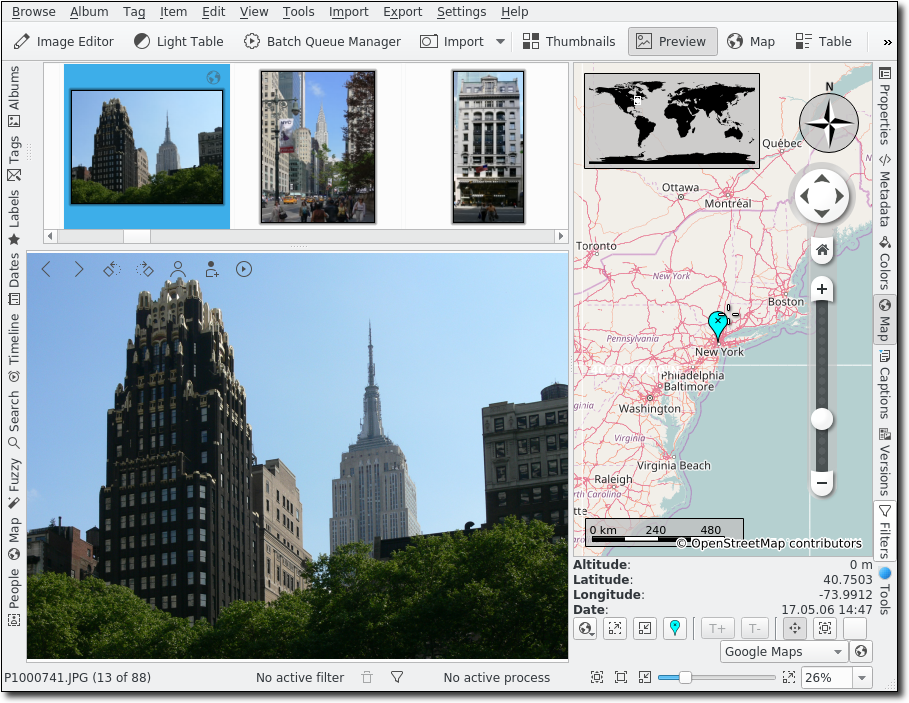 Browse Album Tag Item Edit View Tools Import Export Settings Help
Image Editor Light Table Batch Queue Manager Import Thumbnails Preview Map Table »
Albums
Tags
Labels
Dates
Timeline
Search
Fuzzy
Map
People
N
Québec
Ottawa
Montréal
Toronto
New York
Boston
Pennsylvania
New York
Philadelphia
Baltimore
Washington
Virginia
Virginia Beach
Raleigh
rth Carolina
0 km 240 480
© OpenStreetMap contributors
Properties
Metadata
Colors
Map
Captions
Versions
Filters
Tools
Altitude: 0 m
Latitude: 40.7503
Longitude: -73.9912
Date: 17.05.06 14:47
T+ T-
Google Maps
P1000741.JPG (13 of 88) No active filter No active process 26%